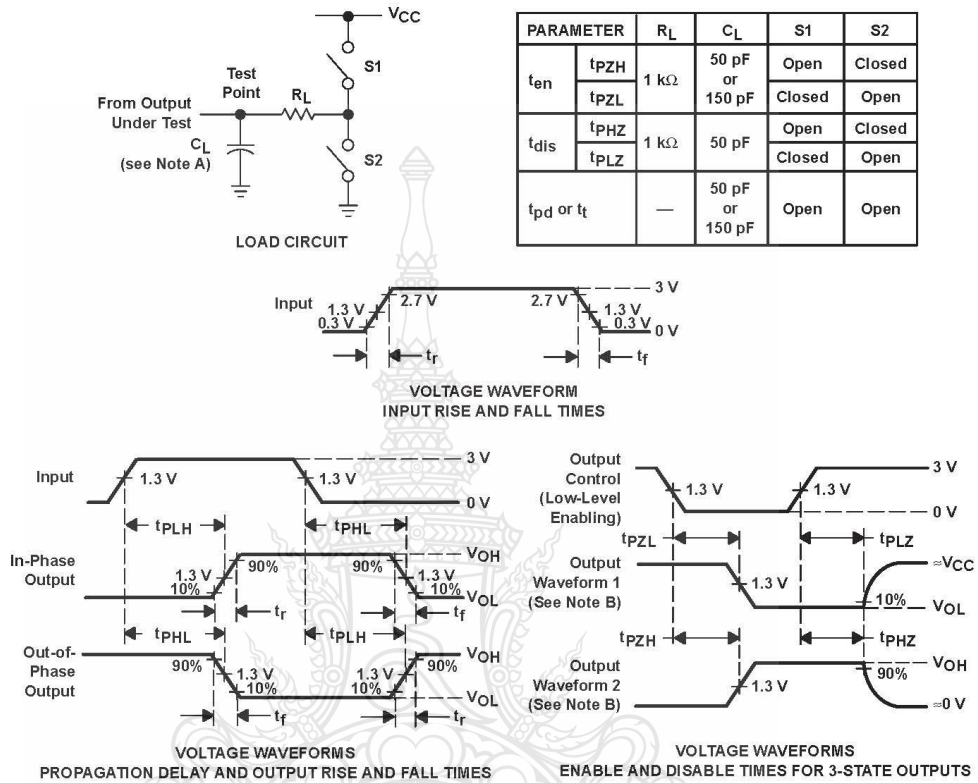 VCC
S1
Test
Point
RL
From Output
Under Test
CL
(see Note A)
S2
LOAD CIRCUIT
PARAMETER RL CL S1 S2
ten tPZH 1 kΩ 50 pF or 150 pF Open Closed
tPZL Closed Open
tdis tPHZ 1 kΩ 50 pF Open Closed
tPLZ Closed Open
tpd or tt — 50 pF or 150 pF Open Open
Input 1.3 V 0.3 V 2.7 V 2.7 V 1.3 V 0.3 V 3 V 0 V
tr tf
VOLTAGE WAVEFORM
INPUT RISE AND FALL TIMES
Input 1.3 V 1.3 V 3 V 0 V
tPLH tPHL
In-Phase
Output
1.3 V 10% 90% 90% 1.3 V 10% VOH VOL
tr tf
tPHL tPLH
Out-of-
Phase
Output
90% 1.3 V 10% 1.3 V 10% 90% VOH VOL
tf tr
VOLTAGE WAVEFORMS
PROPAGATION DELAY AND OUTPUT RISE AND FALL TIMES
Output
Control
(Low-Level
Enabling)
1.3 V 1.3 V 3 V 0 V
tPZL tPLZ
Output
Waveform 1
(See Note B)
1.3 V 10% ≈VCC VOL
tPZH tPHZ
Output
Waveform 2
(See Note B)
1.3 V 90% VOH ≈0 V
VOLTAGE WAVEFORMS
ENABLE AND DISABLE TIMES FOR 3-STATE OUTPUTS